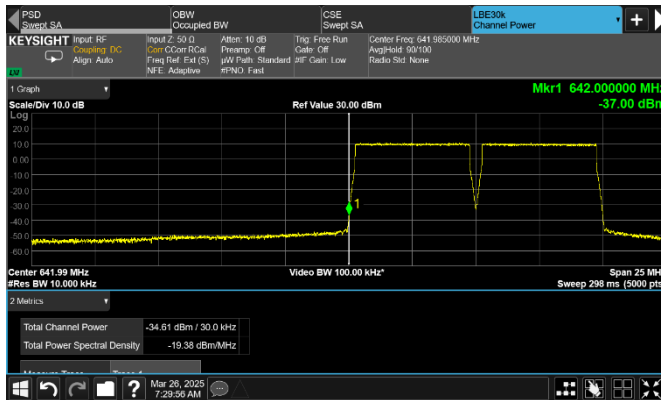 PSD
Swept SA
OBW
Occupied BW
CSE
Swept SA
LBE30k
Channel Power
KEYSIGHT
Input: RF
Coupling: DC
Align: Auto
Input Z: 50 Ω
Corr CCorr RCal
Freq Ref: Ext (S)
NFE: Adaptive
Atten: 10 dB
Preamp: Off
µW Path: Standard
#PNO: Fast
Trig: Free Run
Gate: Off
#IF Gain: Low
Center Freq: 641.985000 MHz
Avg|Hold: 90/100
Radio Std: None
1 Graph
Scale/Div 10.0 dB
Ref Value 30.00 dBm
Mkr1 642.000000 MHz
-37.00 dBm
Log
20.0
10.0
0.00
-10.0
-20.0
-30.0
-40.0
-50.0
-60.0
1
Center 641.99 MHz
#Res BW 10.000 kHz
Video BW 100.00 kHz*
Span 25 MH
Sweep 298 ms (5000 pts
2 Metrics
Total Channel Power -34.61 dBm / 30.0 kHz
Total Power Spectral Density -19.38 dBm/MHz
Mar 26, 2025
7:29:56 AM